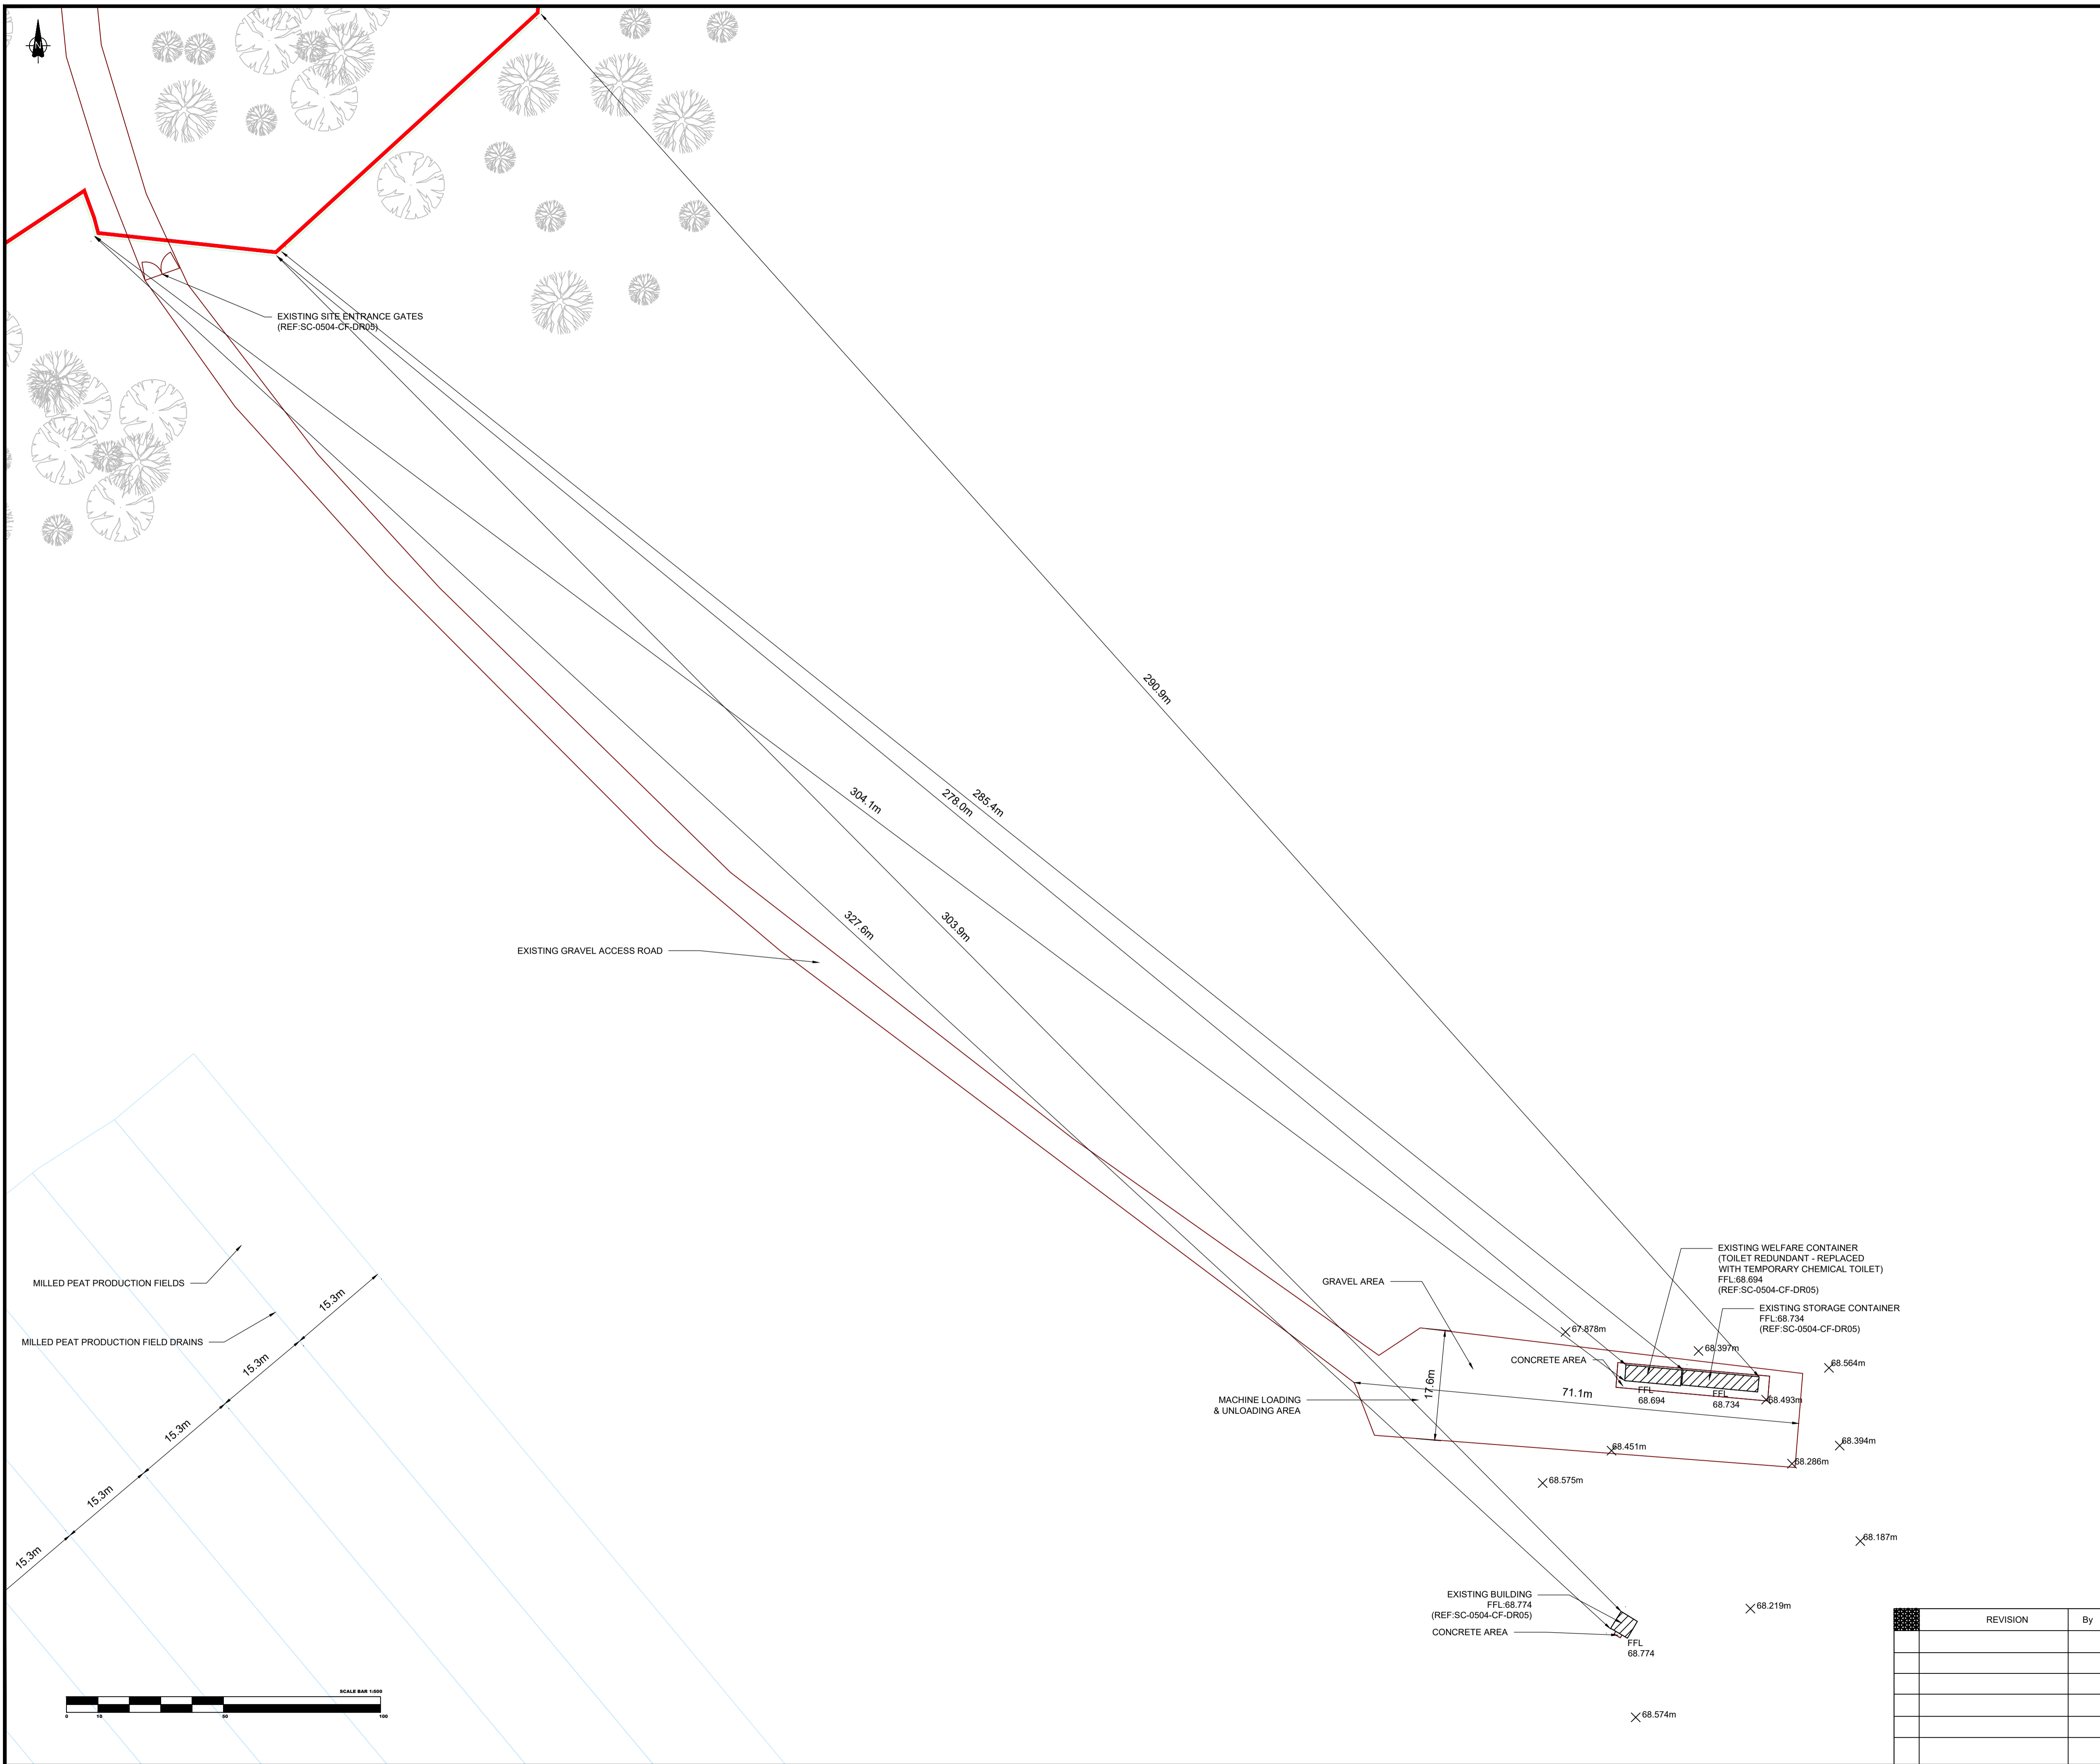 N
EXISTING SITE ENTRANCE GATES
(REF:SC-0504-CF-DR05)
290.9m
304.1m
278.0m
285.4m
327.6m
303.9m
EXISTING GRAVEL ACCESS ROAD
MILLED PEAT PRODUCTION FIELDS
MILLED PEAT PRODUCTION FIELD DRAINS
15.3m
15.3m
15.3m
15.3m
15.3m
EXISTING WELFARE CONTAINER
(TOILET REDUNDANT - REPLACED
WITH TEMPORARY CHEMICAL TOILET)
FFL:68.694
(REF:SC-0504-CF-DR05)
EXISTING STORAGE CONTAINER
FFL:68.734
(REF:SC-0504-CF-DR05)
GRAVEL AREA
67.878m
68.397m
68.564m
CONCRETE AREA
17.6m
71.1m
FFL
68.694
FFL
68.734
68.493m
MACHINE LOADING
& UNLOADING AREA
68.451m
68.394m
68.286m
68.575m
68.187m
EXISTING BUILDING
FFL:68.774
(REF:SC-0504-CF-DR05)
CONCRETE AREA
FFL
68.774
68.219m
68.574m
REVISION By
SCALE BAR 1:500
0 10 50 100